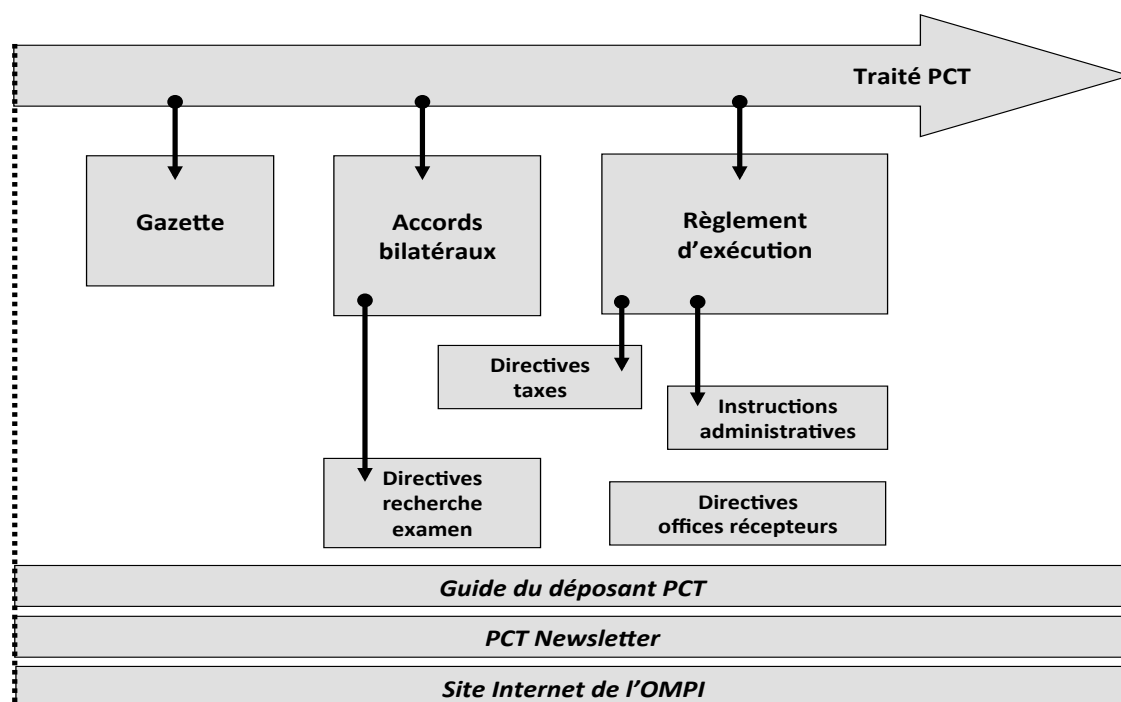 Traité PCT
Gazette
Accords
bilatéraux
Règlement
d’exécution
Directives
taxes
Instructions
administratives
Directives
recherche
examen
Directives
offices récepteurs
Guide du déposant PCT
PCT Newsletter
Site Internet de l’OMPI